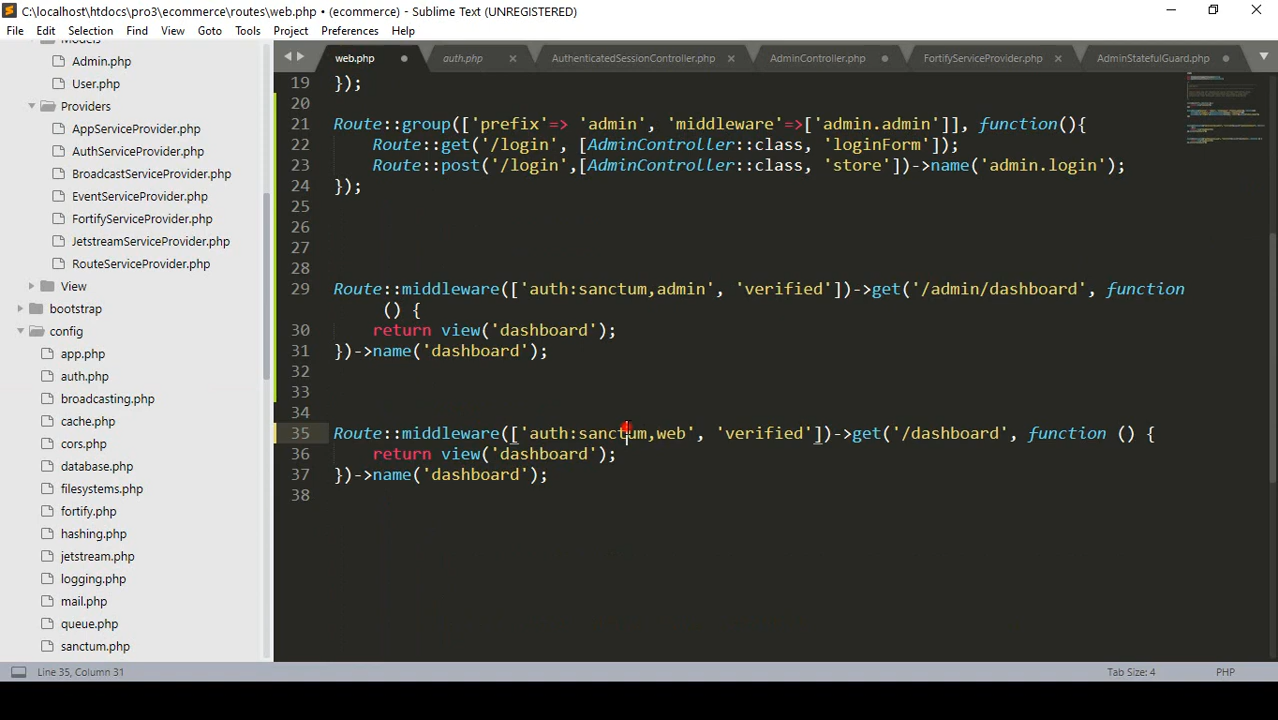 C:\localhost\htdocs\pro3\ecommerce\routes\web.php • (ecommerce) - Sublime Text (UNREGISTERED)
File Edit Selection Find View Goto Tools Project Preferences Help
web.php auth.php AuthenticatedSessionController.php AdminController.php FortifyServiceProvider.php AdminStatefulGuard.php
Models
Admin.php
User.php
Providers
AppServiceProvider.php
AuthServiceProvider.php
BroadcastServiceProvider.php
EventServiceProvider.php
FortifyServiceProvider.php
JetstreamServiceProvider.php
RouteServiceProvider.php
View
bootstrap
config
app.php
auth.php
broadcasting.php
cache.php
cors.php
database.php
filesystems.php
fortify.php
hashing.php
jetstream.php
logging.php
mail.php
queue.php
sanctum.php
19 });
20
21 Route::group(['prefix'=> 'admin', 'middleware'=>['admin.admin']], function(){
22 Route::get('/login', [AdminController::class, 'loginForm']);
23 Route::post('/login',[AdminController::class, 'store'])->name('admin.login');
24 });
25
26
27
28
29 Route::middleware(['auth:sanctum,admin', 'verified'])->get('/admin/dashboard', function
() {
30 return view('dashboard');
31 })->name('dashboard');
32
33
34
35 Route::middleware(['auth:sanctum,web', 'verified'])->get('/dashboard', function () {
36 return view('dashboard');
37 })->name('dashboard');
38
Line 35, Column 31 Tab Size: 4 PHP